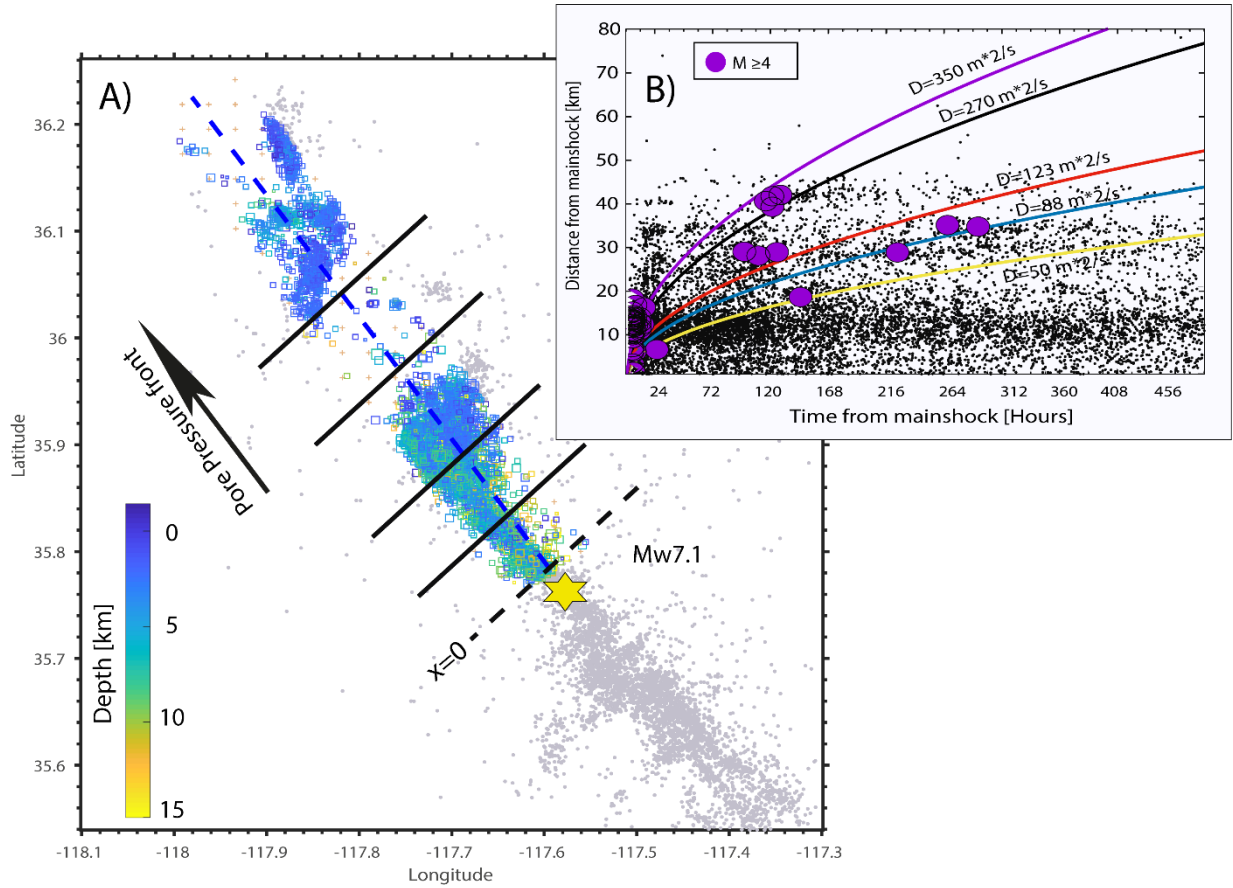 A)
36.2
36.1
36
35.9
35.8
35.7
35.6
Latitude
Pore Pressure front
Depth [km]
0
5
10
15
x=0
Mw7.1
-118.1 -118 -117.9 -117.8 -117.7 -117.6 -117.5 -117.4 -117.3
Longitude
B)
M ≥4
80
70
60
50
40
30
20
10
Distance from mainshock [km]
D=350 m*2/s
D=270 m*2/s
D=123 m*2/s
D=88 m*2/s
D=50 m*2/s
24 72 120 168 216 264 312 360 408 456
Time from mainshock [Hours]